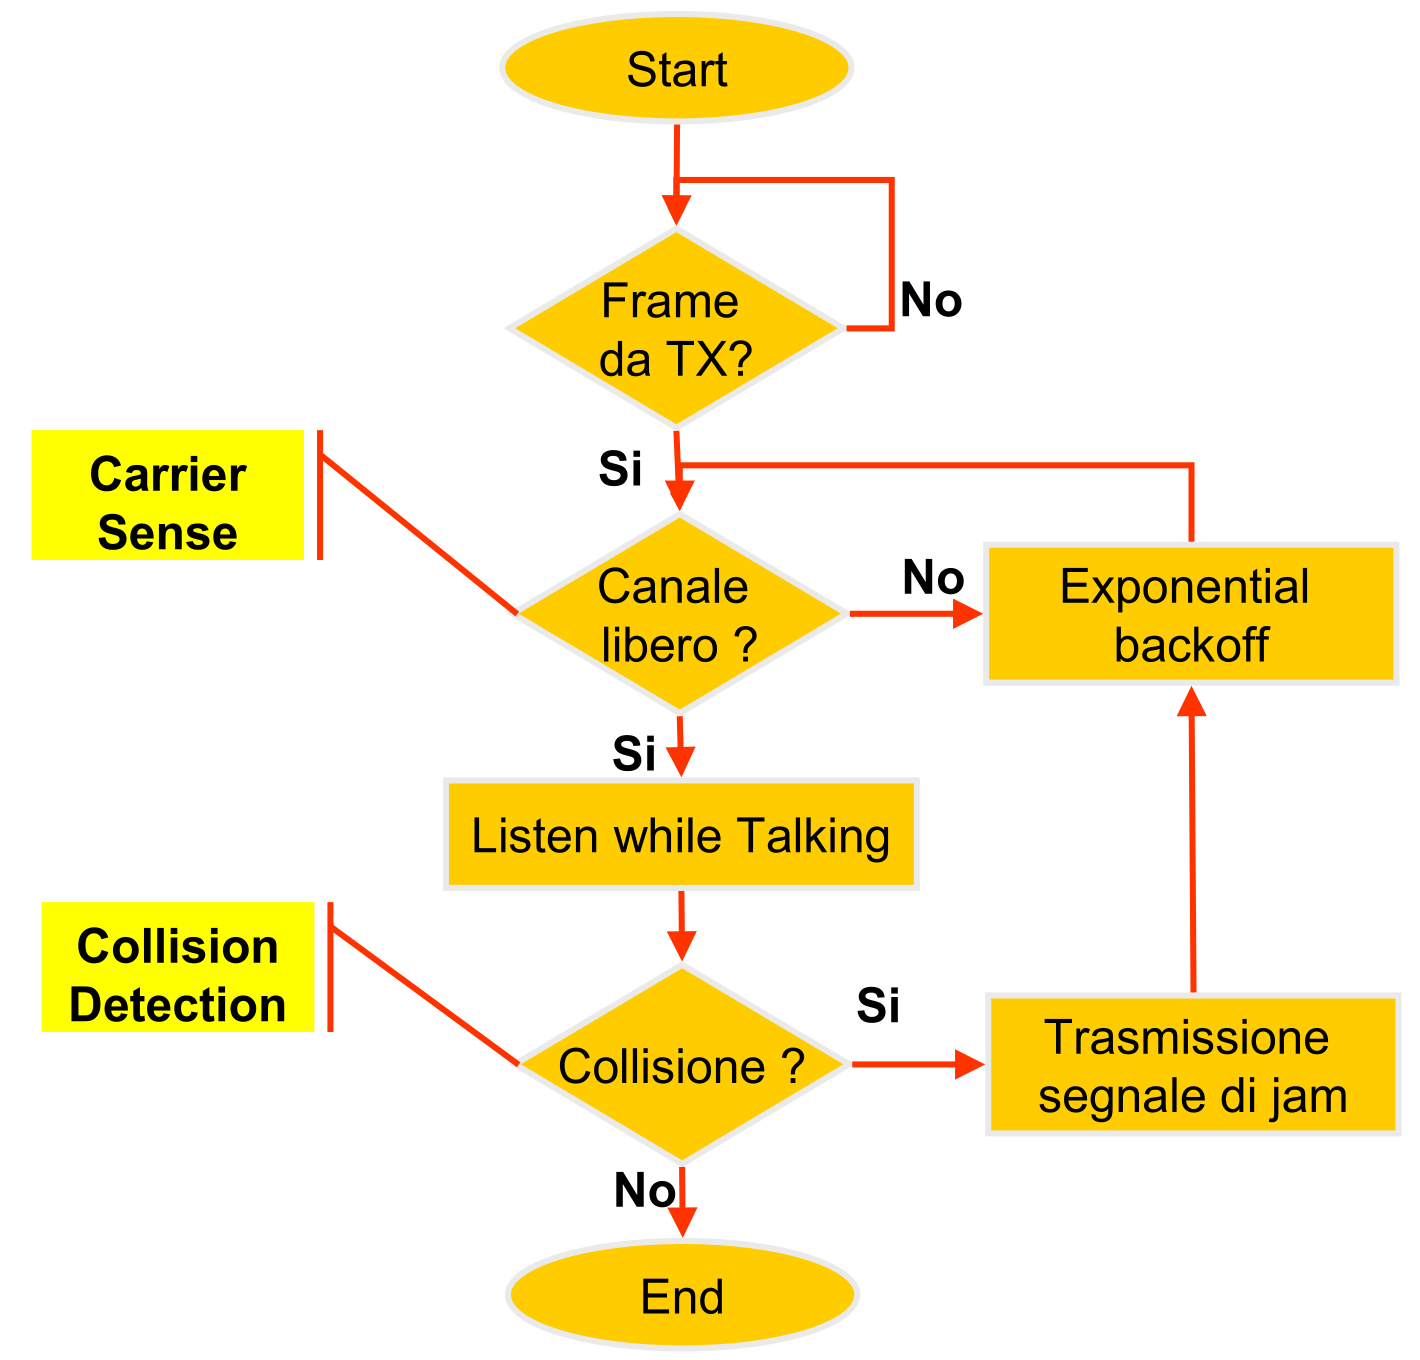 Start
Frame
da TX?
No
Si
Carrier
Sense
Canale
libero ?
No
Exponential
backoff
Si
Listen while Talking
Collision
Detection
Collisione ?
Si
Trasmissione
segnale di jam
No
End